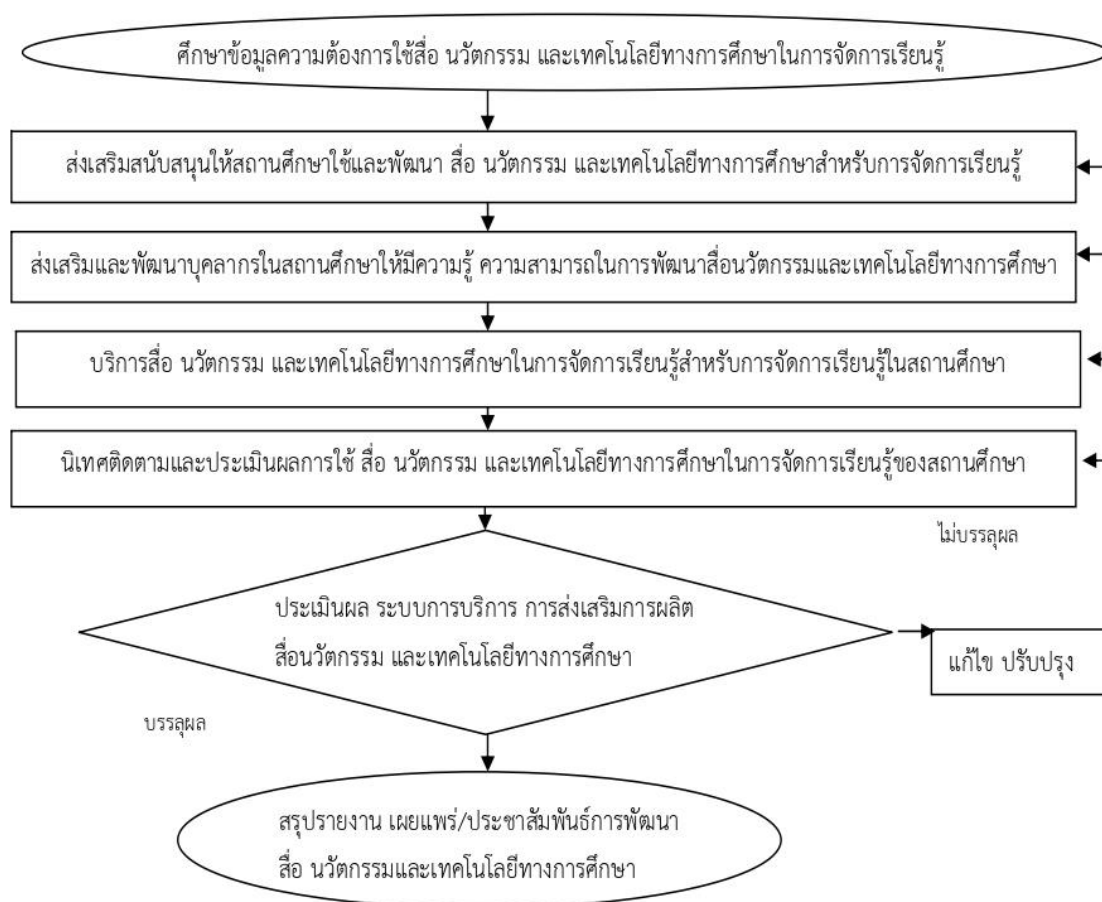 ศึกษาข้อมูลความต้องการใช้สื่อ นวัตกรรม และเทคโนโลยีทางการศึกษาในการจัดการเรียนรู้
ส่งเสริมสนับสนุนให้สถานศึกษาใช้และพัฒนา สื่อ นวัตกรรม และเทคโนโลยีทางการศึกษาสำหรับการจัดการเรียนรู้
ส่งเสริมและพัฒนาบุคลากรในสถานศึกษาให้มีความรู้ ความสามารถในการพัฒนาสื่อนวัตกรรมและเทคโนโลยีทางการศึกษา
บริการสื่อ นวัตกรรม และเทคโนโลยีทางการศึกษาในการจัดการเรียนรู้สำหรับการจัดการเรียนรู้ในสถานศึกษา
นิเทศติดตามและประเมินผลการใช้ สื่อ นวัตกรรม และเทคโนโลยีทางการศึกษาในการจัดการเรียนรู้ของสถานศึกษา
ไม่บรรลุผล
ประเมินผล ระบบการบริการ การส่งเสริมการผลิต
สื่อนวัตกรรม และเทคโนโลยีทางการศึกษา
แก้ไข ปรับปรุง
บรรลุผล
สรุปรายงาน เผยแพร่/ประชาสัมพันธ์การพัฒนา
สื่อ นวัตกรรมและเทคโนโลยีทางการศึกษา